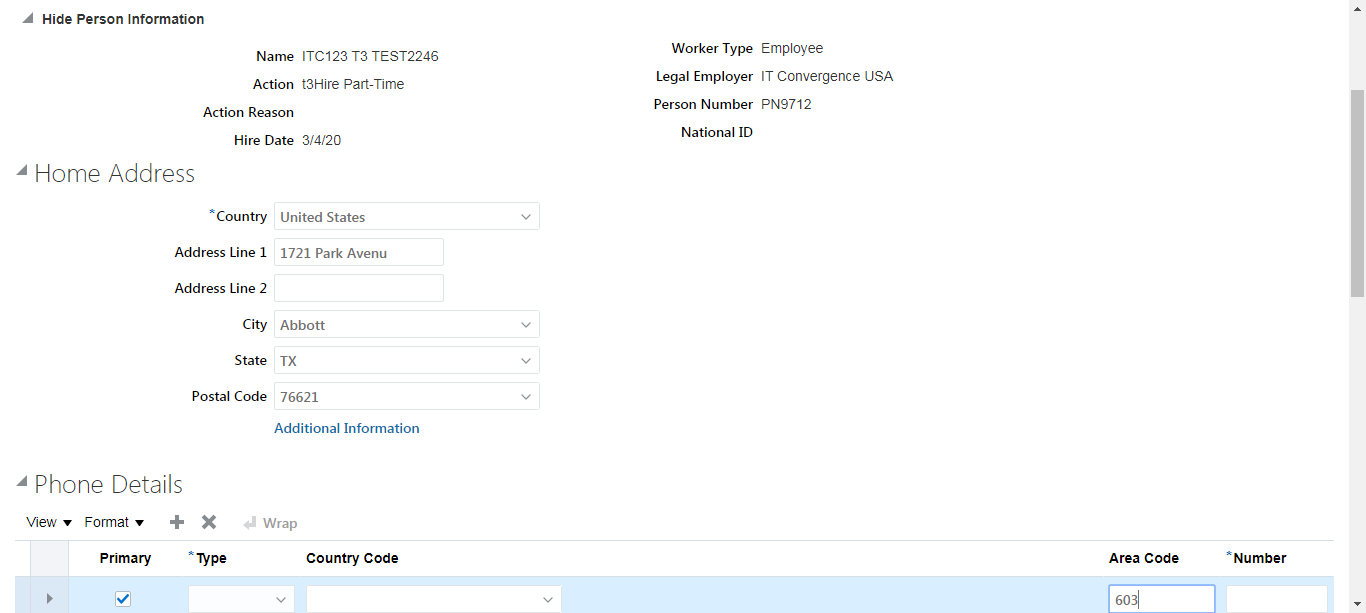 Hide Person Information
Name ITC123 T3 TEST2246
Action t3Hire Part-Time
Action Reason
Hire Date 3/4/20
Worker Type Employee
Legal Employer IT Convergence USA
Person Number PN9712
National ID
Home Address
*Country United States
Address Line 1 1721 Park Avenu
Address Line 2
City Abbott
State TX
Postal Code 76621
Additional Information
Phone Details
View Format Wrap
Primary *Type Country Code Area Code *Number
603